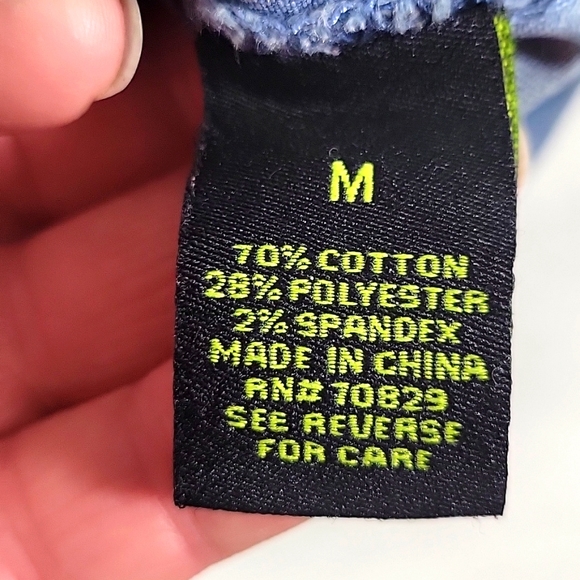 M
70% COTTON
28% POLYESTER
2% SPANDEX
MADE IN CHINA
RN# 70829
SEE REVERSE
FOR CARE